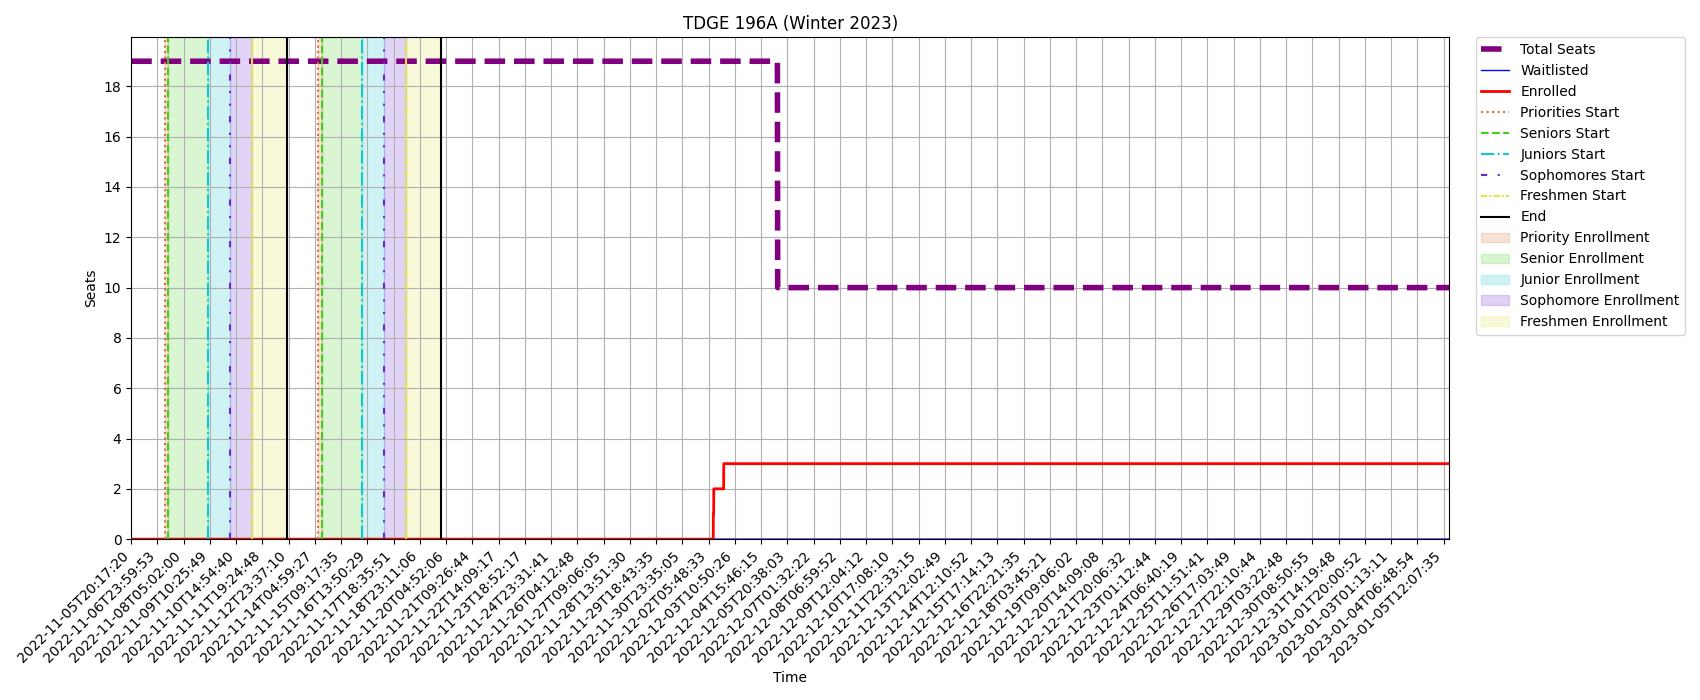 TDGE 196A (Winter 2023)
Seats
18
16
14
12
10
8
6
4
2
0
2022-11-05T20:17:20
2022-11-06T23:59:53
2022-11-08T05:02:00
2022-11-09T10:25:49
2022-11-10T14:54:40
2022-11-11T19:24:48
2022-11-12T23:37:10
2022-11-14T04:59:27
2022-11-15T09:17:35
2022-11-16T13:50:29
2022-11-17T18:35:51
2022-11-18T23:11:06
2022-11-20T04:52:06
2022-11-21T09:26:44
2022-11-22T14:09:17
2022-11-23T18:52:17
2022-11-24T23:31:41
2022-11-26T04:12:48
2022-11-27T09:06:05
2022-11-28T13:51:30
2022-11-29T18:43:35
2022-11-30T23:35:05
2022-12-02T05:48:33
2022-12-03T10:50:26
2022-12-04T15:46:15
2022-12-05T20:38:03
2022-12-07T01:32:22
2022-12-08T06:59:52
2022-12-09T12:04:12
2022-12-10T17:08:10
2022-12-11T22:33:15
2022-12-13T12:02:49
2022-12-14T12:10:52
2022-12-15T17:14:13
2022-12-16T22:21:35
2022-12-18T03:45:21
2022-12-19T09:06:02
2022-12-20T14:09:08
2022-12-21T20:06:32
2022-12-23T01:12:44
2022-12-24T06:40:19
2022-12-25T11:51:41
2022-12-26T17:03:49
2022-12-27T22:10:44
2022-12-29T03:22:48
2022-12-30T08:50:55
2022-12-31T14:19:48
2023-01-01T20:00:52
2023-01-03T01:13:11
2023-01-04T06:48:54
2023-01-05T12:07:35
Time
Total Seats
Waitlisted
Enrolled
Priorities Start
Seniors Start
Juniors Start
Sophomores Start
Freshmen Start
End
Priority Enrollment
Senior Enrollment
Junior Enrollment
Sophomore Enrollment
Freshmen Enrollment